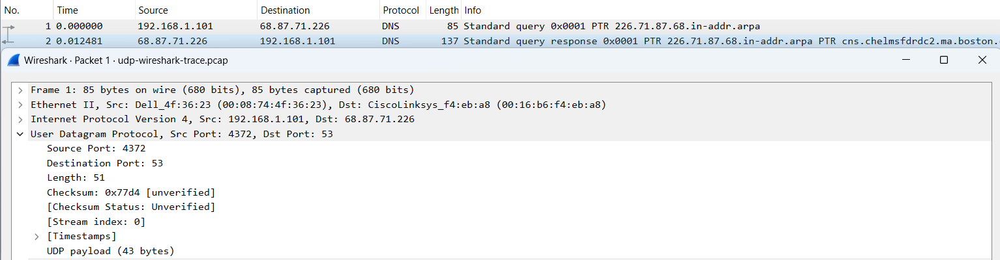 No. Time Source Destination Protocol Length Info
1 0.000000 192.168.1.101 68.87.71.226 DNS 85 Standard query 0x0001 PTR 226.71.87.68.in-addr.arpa
2 0.012481 68.87.71.226 192.168.1.101 DNS 137 Standard query response 0x0001 PTR 226.71.87.68.in-addr.arpa PTR cns.chelmsfdrdc2.ma.boston.
Wireshark · Packet 1 · udp-wireshark-trace.pcap
Frame 1: 85 bytes on wire (680 bits), 85 bytes captured (680 bits)
Ethernet II, Src: Dell_4f:36:23 (00:08:74:4f:36:23), Dst: CiscoLinksys_f4:eb:a8 (00:16:b6:f4:eb:a8)
Internet Protocol Version 4, Src: 192.168.1.101, Dst: 68.87.71.226
User Datagram Protocol, Src Port: 4372, Dst Port: 53
Source Port: 4372
Destination Port: 53
Length: 51
Checksum: 0x77d4 [unverified]
[Checksum Status: Unverified]
[Stream index: 0]
[Timestamps]
UDP payload (43 bytes)